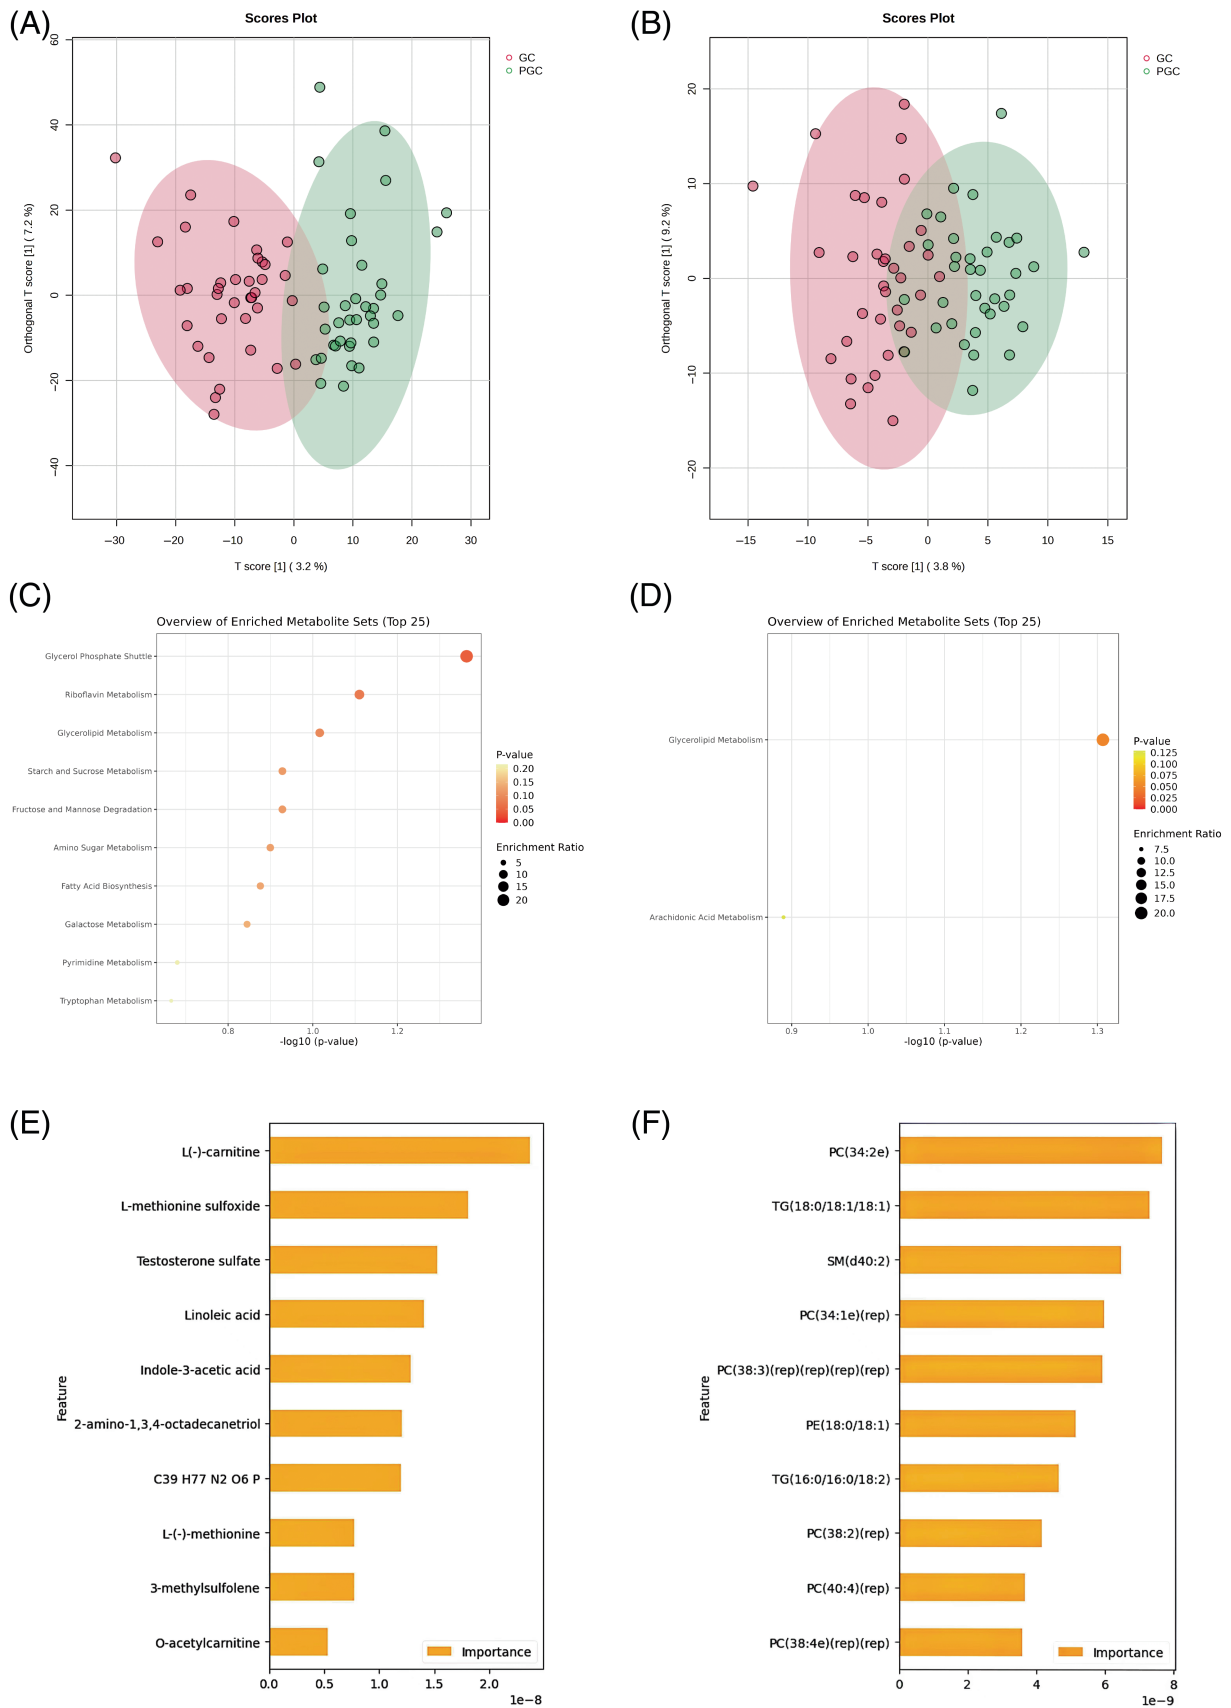 (A)
Scores Plot
GC
PGC
Orthogonal T score [1] ( 7.2 %)
60
40
20
0
−20
−40
−30 −20 −10 0 10 20 30
T score [1] ( 3.2 %)
(B)
Scores Plot
GC
PGC
Orthogonal T score [1] ( 9.2 %)
20
10
0
−10
−20
−15 −10 −5 0 5 10 15
T score [1] ( 3.8 %)
(C)
Overview of Enriched Metabolite Sets (Top 25)
Glycerol Phosphate Shuttle
Riboflavin Metabolism
Glycerolipid Metabolism
Starch and Sucrose Metabolism
Fructose and Mannose Degradation
Amino Sugar Metabolism
Fatty Acid Biosynthesis
Galactose Metabolism
Pyrimidine Metabolism
Tryptophan Metabolism
0.8 1.0 1.2
-log10 (p-value)
P-value
0.20
0.15
0.10
0.05
0.00
Enrichment Ratio
5
10
15
20
(D)
Overview of Enriched Metabolite Sets (Top 25)
Glycerolipid Metabolism
Arachidonic Acid Metabolism
0.9 1.0 1.1 1.2 1.3
-log10 (p-value)
P-value
0.125
0.100
0.075
0.050
0.025
0.000
Enrichment Ratio
7.5
10.0
12.5
15.0
17.5
20.0
(E)
Feature
L(-)-carnitine
L-methionine sulfoxide
Testosterone sulfate
Linoleic acid
Indole-3-acetic acid
2-amino-1,3,4-octadecanetriol
C39 H77 N2 O6 P
L-(-)-methionine
3-methylsulfolene
O-acetylcarnitine
Importance
0.0 0.5 1.0 1.5 2.0
1e−8
(F)
Feature
PC(34:2e)
TG(18:0/18:1/18:1)
SM(d40:2)
PC(34:1e)(rep)
PC(38:3)(rep)(rep)(rep)(rep)
PE(18:0/18:1)
TG(16:0/16:0/18:2)
PC(38:2)(rep)
PC(40:4)(rep)
PC(38:4e)(rep)(rep)
Importance
0 2 4 6 8
1e−9